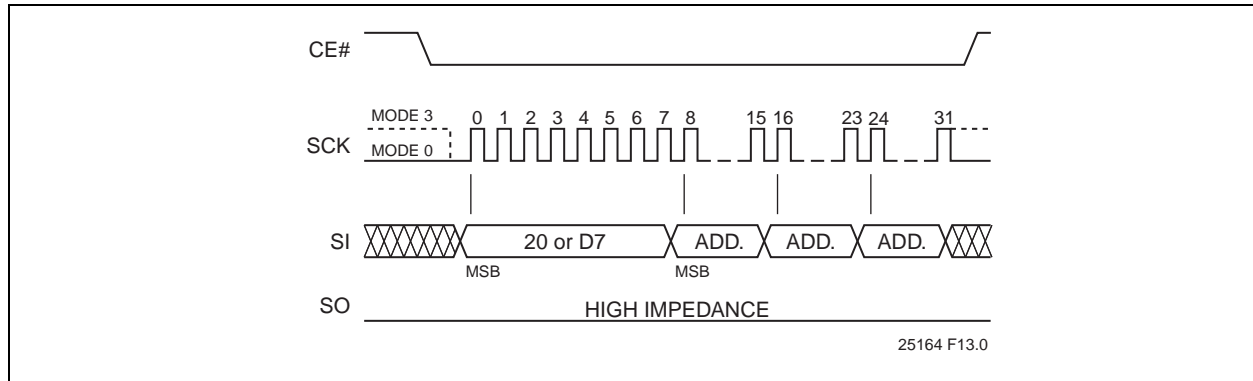 CE#
MODE 3
0 1 2 3 4 5 6 7 8 15 16 23 24 31
SCK
MODE 0
SI
20 or D7 ADD. ADD. ADD.
MSB MSB
SO
HIGH IMPEDANCE
25164 F13.0